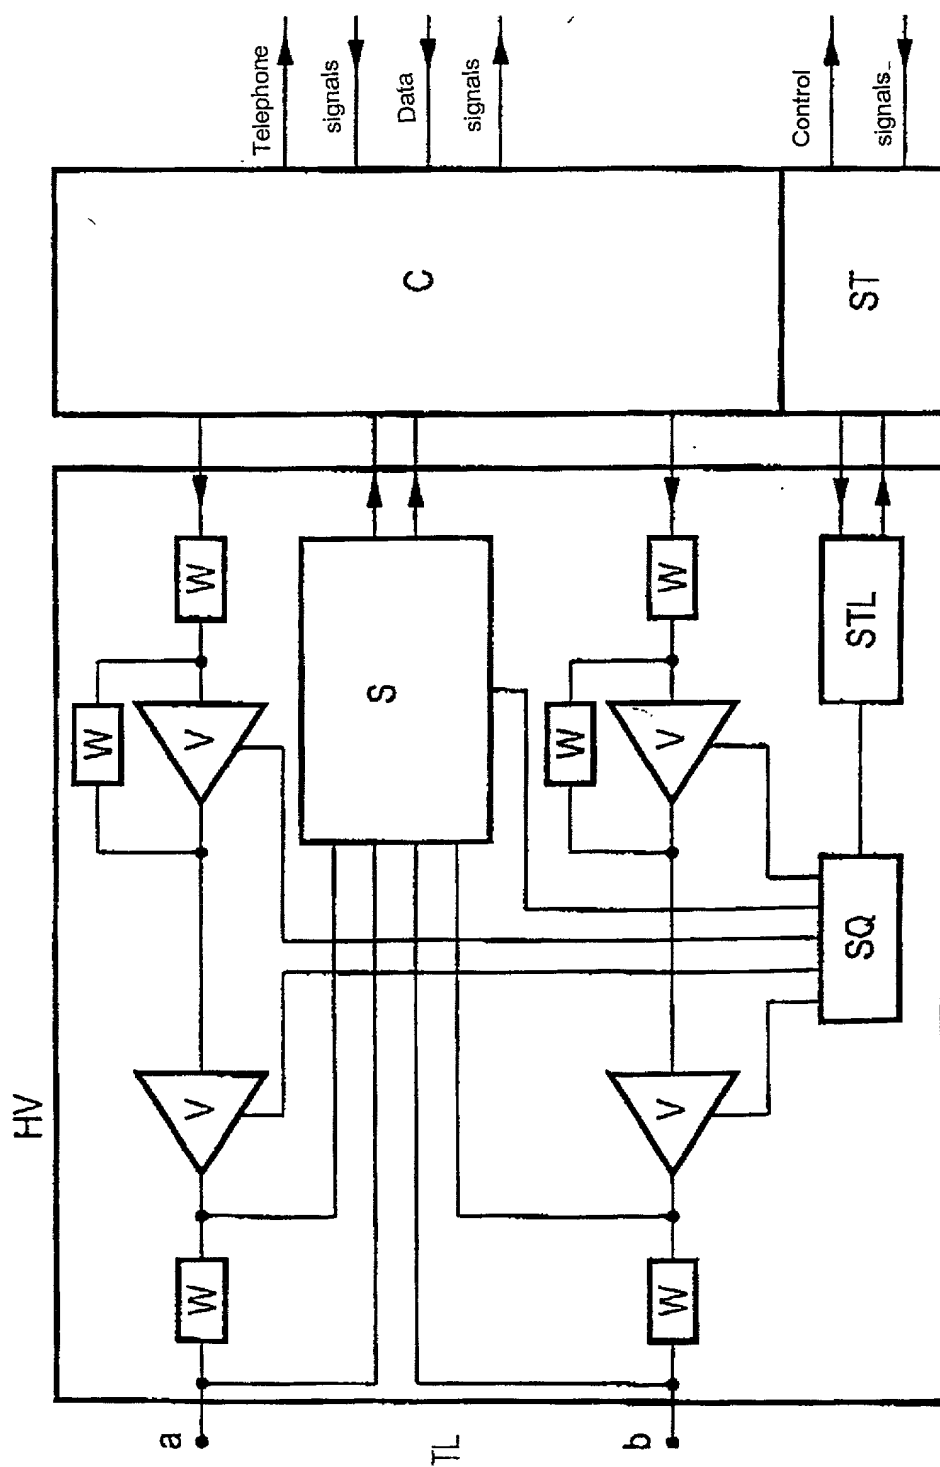 HV
W
a
W
V
V
W
Telephone
signals
S
C
Data
signals
TL
W
b
W
V
V
W
Control
signals
SQ
STL
ST